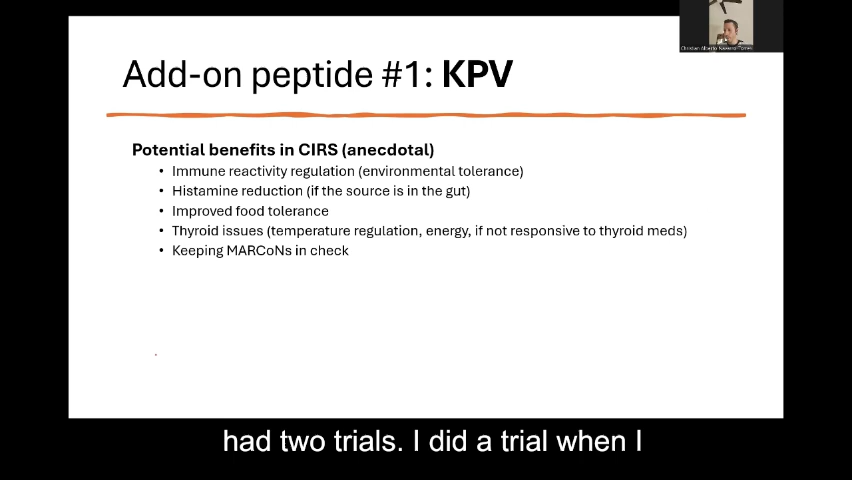 Add-on peptide #1: KPV
Potential benefits in CIRS (anecdotal)
• Immune reactivity regulation (environmental tolerance)
• Histamine reduction (if the source is in the gut)
• Improved food tolerance
• Thyroid issues (temperature regulation, energy, if not responsive to thyroid meds)
• Keeping MARCoNs in check
had two trials. I did a trial when I